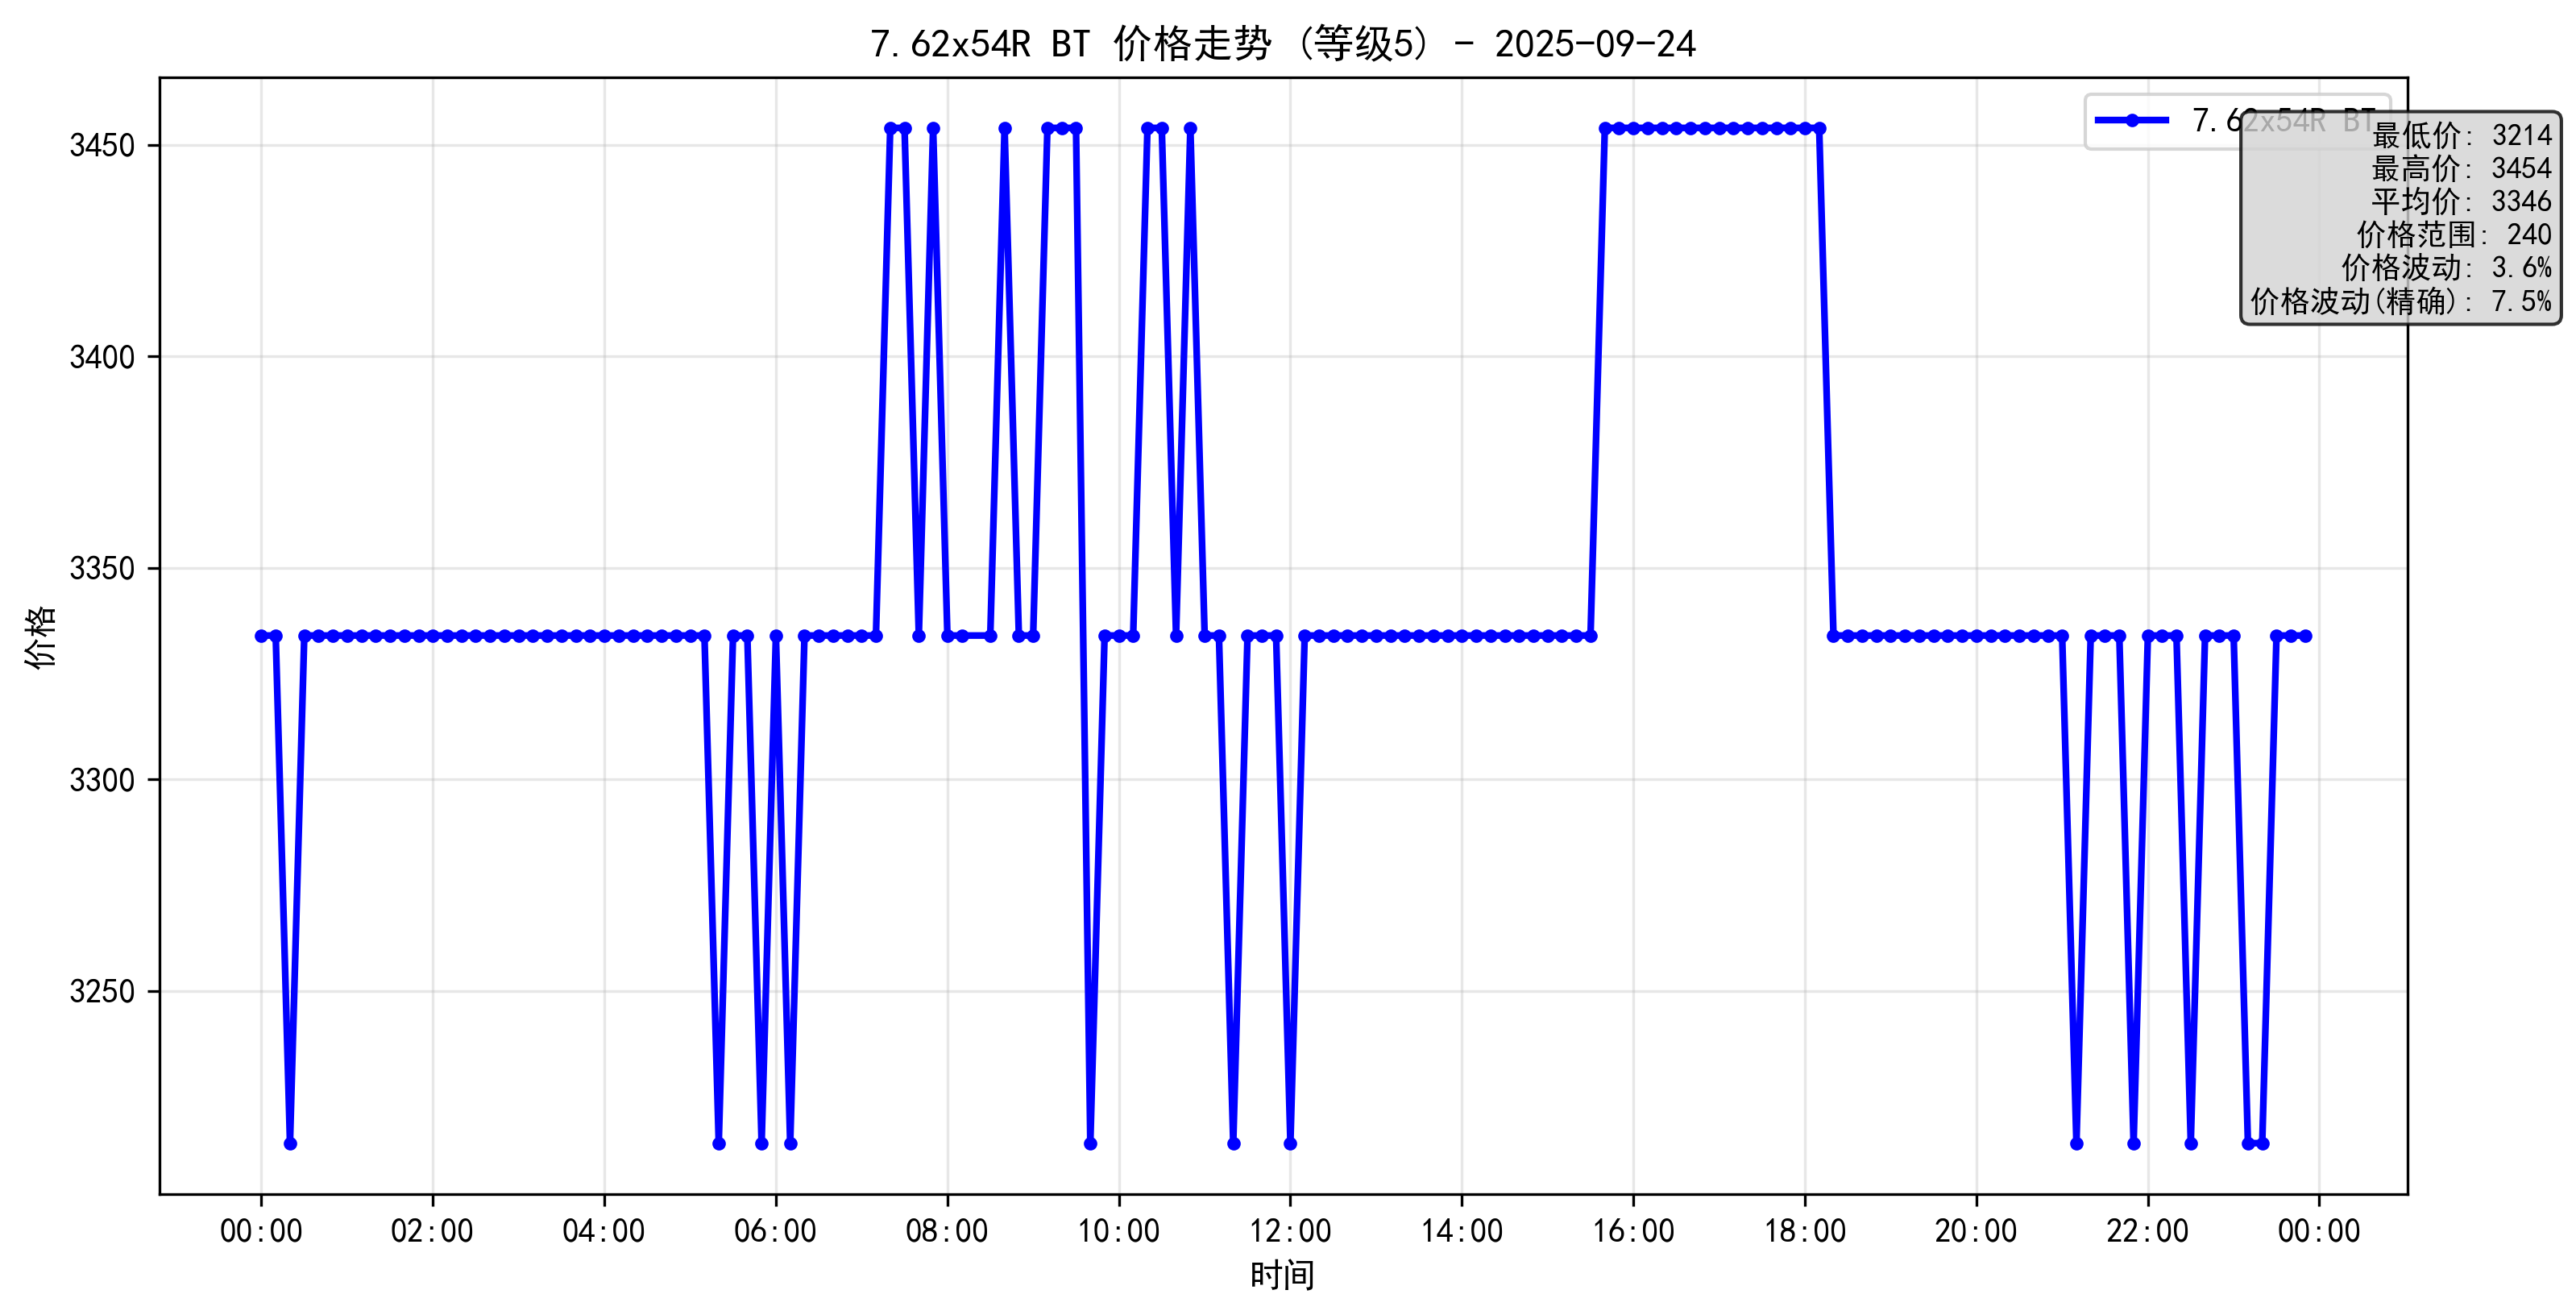 7.62x54R BT 价格走势 (等级5) - 2025-09-24
7.62x54R BT
最低价: 3214
最高价: 3454
平均价: 3346
价格范围: 240
价格波动: 3.6%
价格波动(精确): 7.5%
3450
3400
3350
3300
3250
价格
00:00 02:00 04:00 06:00 08:00 10:00 12:00 14:00 16:00 18:00 20:00 22:00 00:00
时间